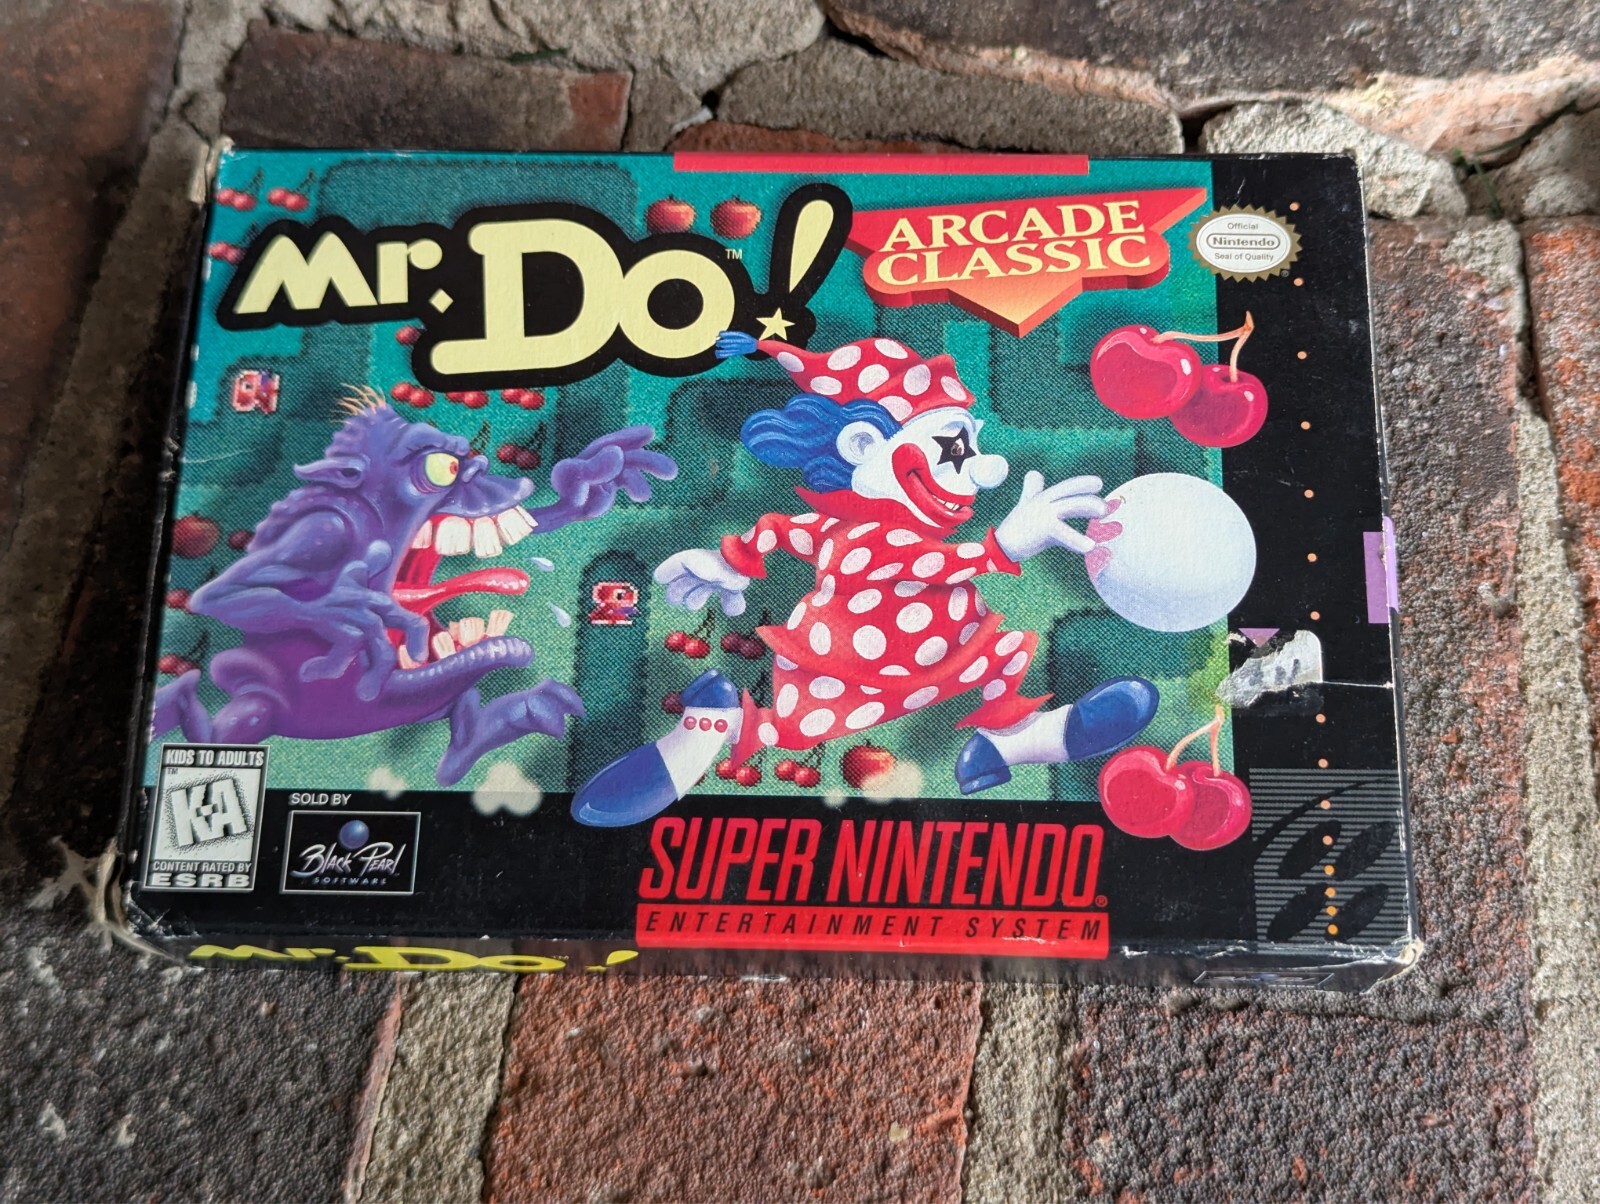 Mr. Do!™
ARCADE
CLASSIC
Official
Nintendo
Seal of Quality
®
KIDS TO ADULTS
™
K-A
CONTENT RATED BY
ESRB
SOLD BY
Black Pearl
SOFTWARE
SUPER NINTENDO®
ENTERTAINMENT SYSTEM
Mr. Do!